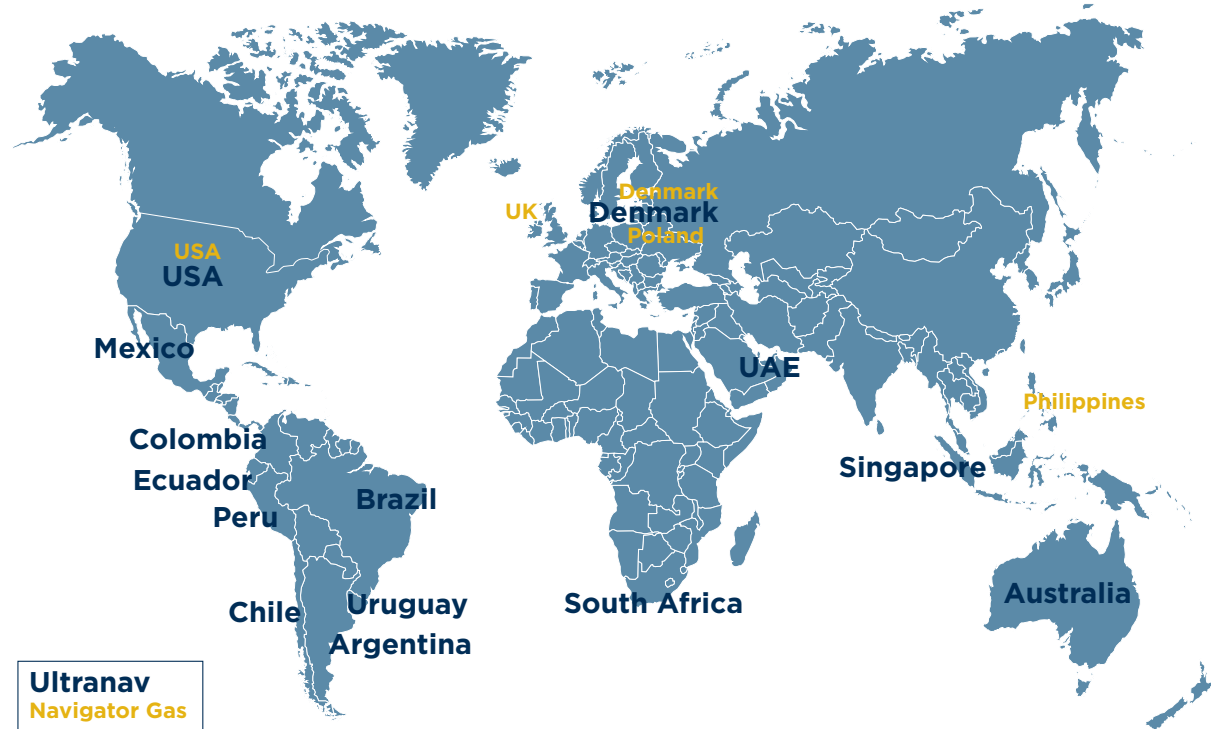 Denmark
UK
Denmark
Poland
USA
USA
Mexico
UAE
Philippines
Colombia
Singapore
Ecuador
Brazil
Peru
Australia
South Africa
Uruguay
Chile
Argentina
Ultranav
Navigator Gas